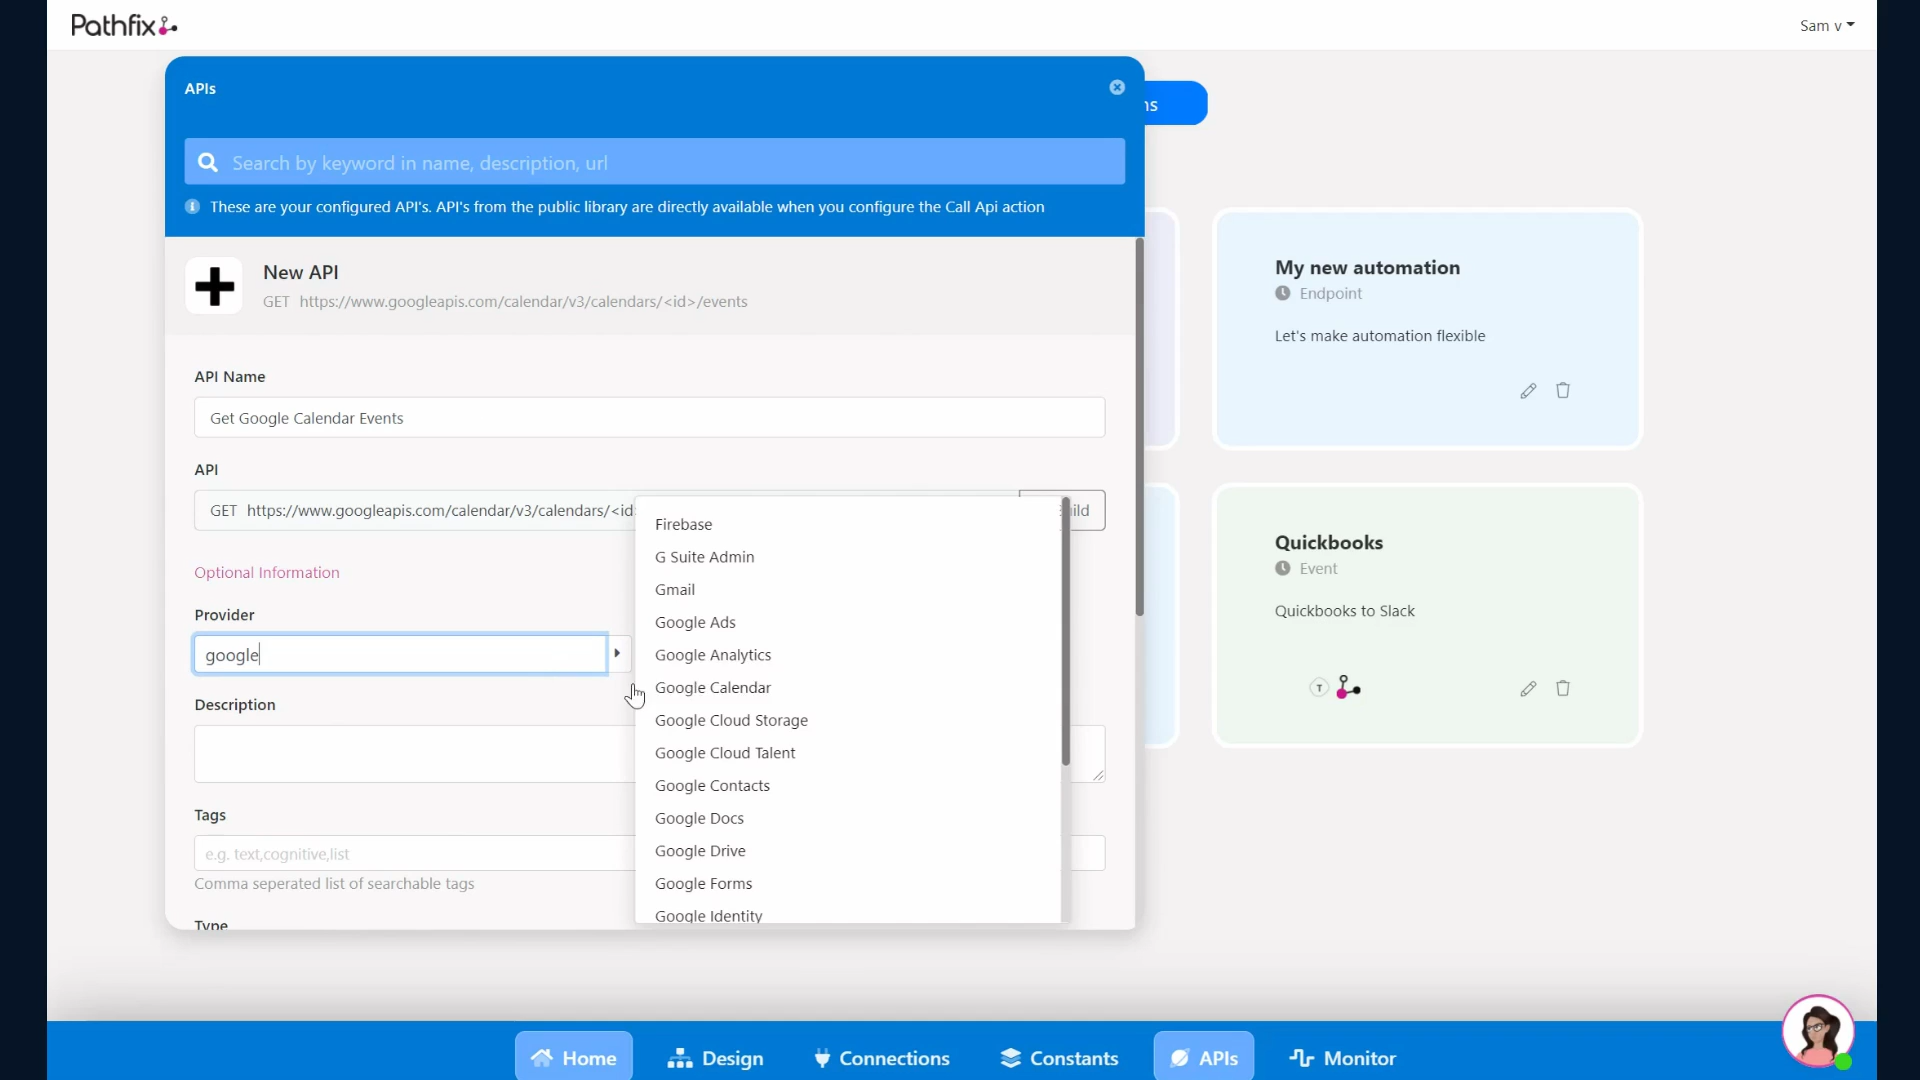 Pathfix
Sam v
APIs
ns
Search by keyword in name, description, url
These are your configured API's. API's from the public library are directly available when you configure the Call Api action
New API
GET https://www.googleapis.com/calendar/v3/calendars/<id>/events
My new automation
Endpoint
Let's make automation flexible
API Name
Get Google Calendar Events
API
GET https://www.googleapis.com/calendar/v3/calendars/<id
ild
Optional Information
Provider
google
Description
Tags
e.g. text,cognitive,list
Comma seperated list of searchable tags
Type
Firebase
G Suite Admin
Gmail
Google Ads
Google Analytics
Google Calendar
Google Cloud Storage
Google Cloud Talent
Google Contacts
Google Docs
Google Drive
Google Forms
Google Identity
Quickbooks
Event
Quickbooks to Slack
T
Home
Design
Connections
Constants
APIs
Monitor